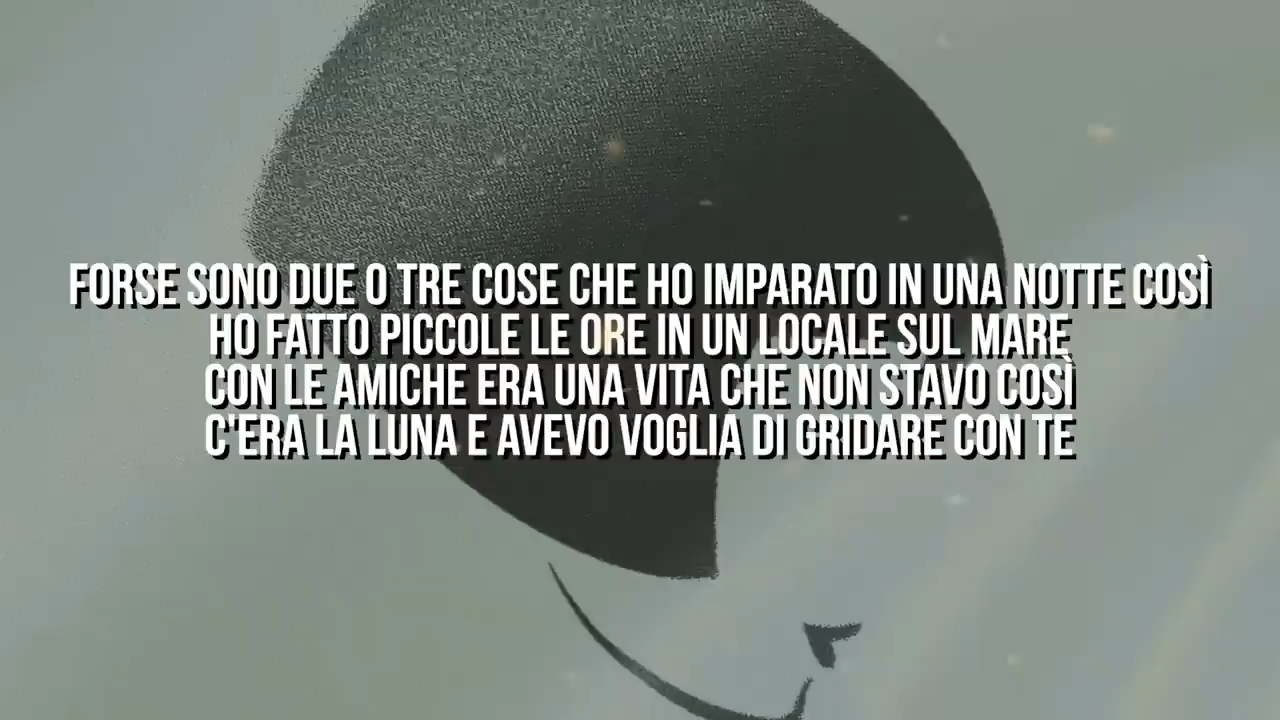 FORSE SONO DUE O TRE COSE CHE HO IMPARATO IN UNA NOTTE COSÌ
HO FATTO PICCOLE LE ORE IN UN LOCALE SUL MARE
CON LE AMICHE ERA UNA VITA CHE NON STAVO COSÌ
C'ERA LA LUNA E AVEVO VOGLIA DI GRIDARE CON TE